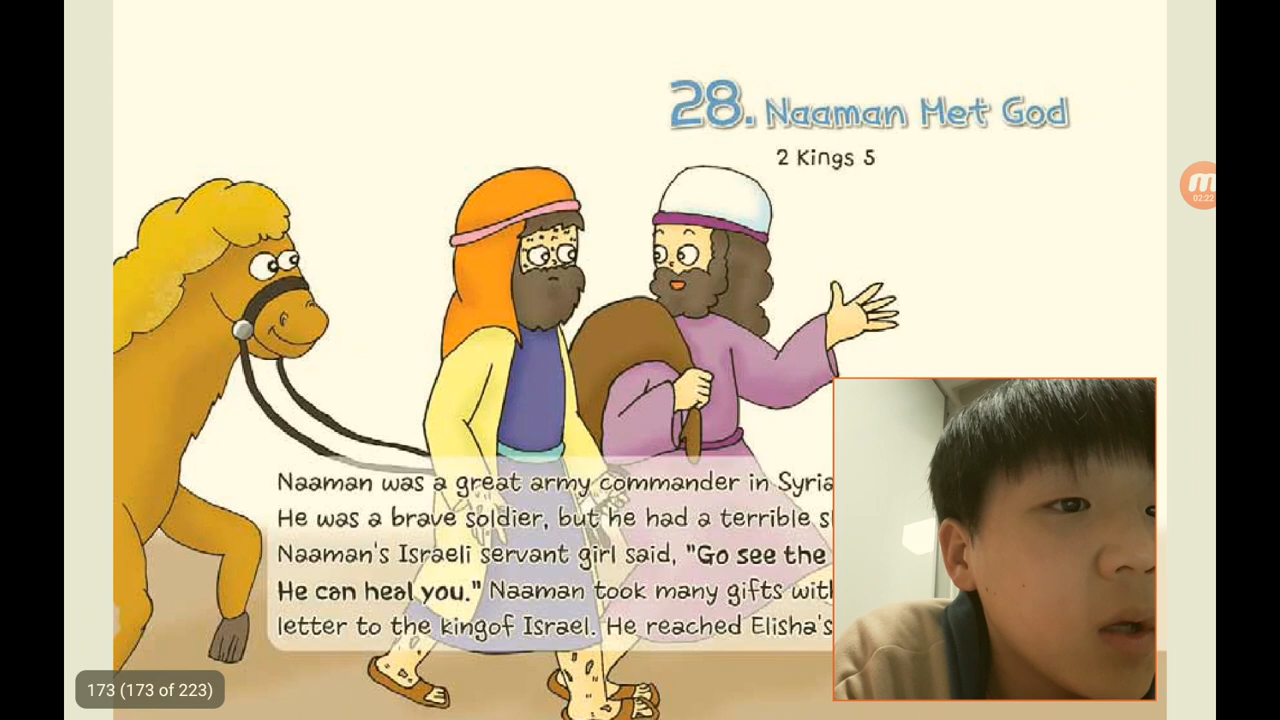 28. Naaman Met God
2 Kings 5
02:22
Naaman was a great army commander in Syria
He was a brave soldier, but he had a terrible
Naaman's Israeli servant girl said, "Go see the
He can heal you." Naaman took many gifts
letter to the kingof Israel. He reached Elisha's
173 (173 of 223)